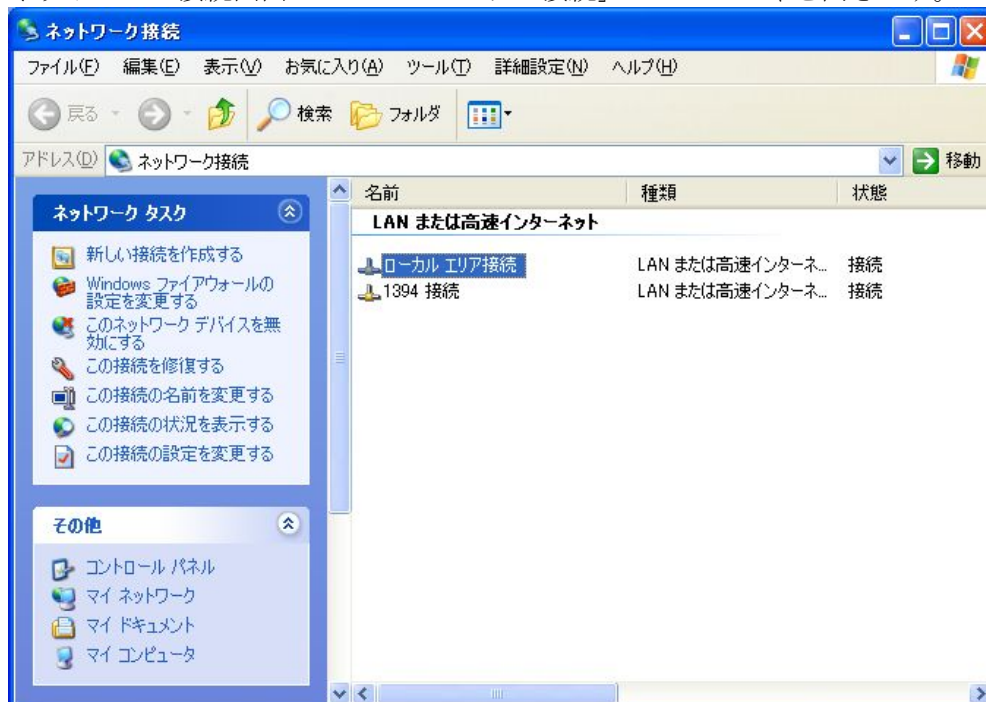 ネットワーク接続
ファイル(F) 編集(E) 表示(V) お気に入り(A) ツール(T) 詳細設定(N) ヘルプ(H)
戻る 検索 フォルダ
アドレス(D) ネットワーク接続 移動
ネットワーク タスク
新しい接続を作成する
Windows ファイアウォールの
設定を変更する
このネットワーク デバイスを無
効にする
この接続を修復する
この接続の名前を変更する
この接続の状況を表示する
この接続の設定を変更する
その他
コントロール パネル
マイ ネットワーク
マイ ドキュメント
マイ コンピュータ
名前 種類 状態
LAN または高速インターネット
ローカル エリア接続 LAN または高速インターネ... 接続
1394 接続 LAN または高速インターネ... 接続